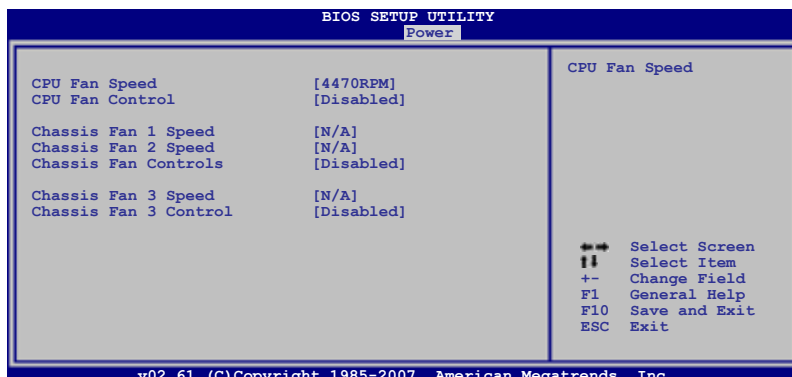 BIOS SETUP UTILITY
Power
CPU Fan Speed [4470RPM]
CPU Fan Control [Disabled]
Chassis Fan 1 Speed [N/A]
Chassis Fan 2 Speed [N/A]
Chassis Fan Controls [Disabled]
Chassis Fan 3 Speed [N/A]
Chassis Fan 3 Control [Disabled]
CPU Fan Speed
Select Screen
Select Item
+- Change Field
F1 General Help
F10 Save and Exit
ESC Exit
v02.61 (C)Copyright 1985-2007, American Megatrends, Inc.